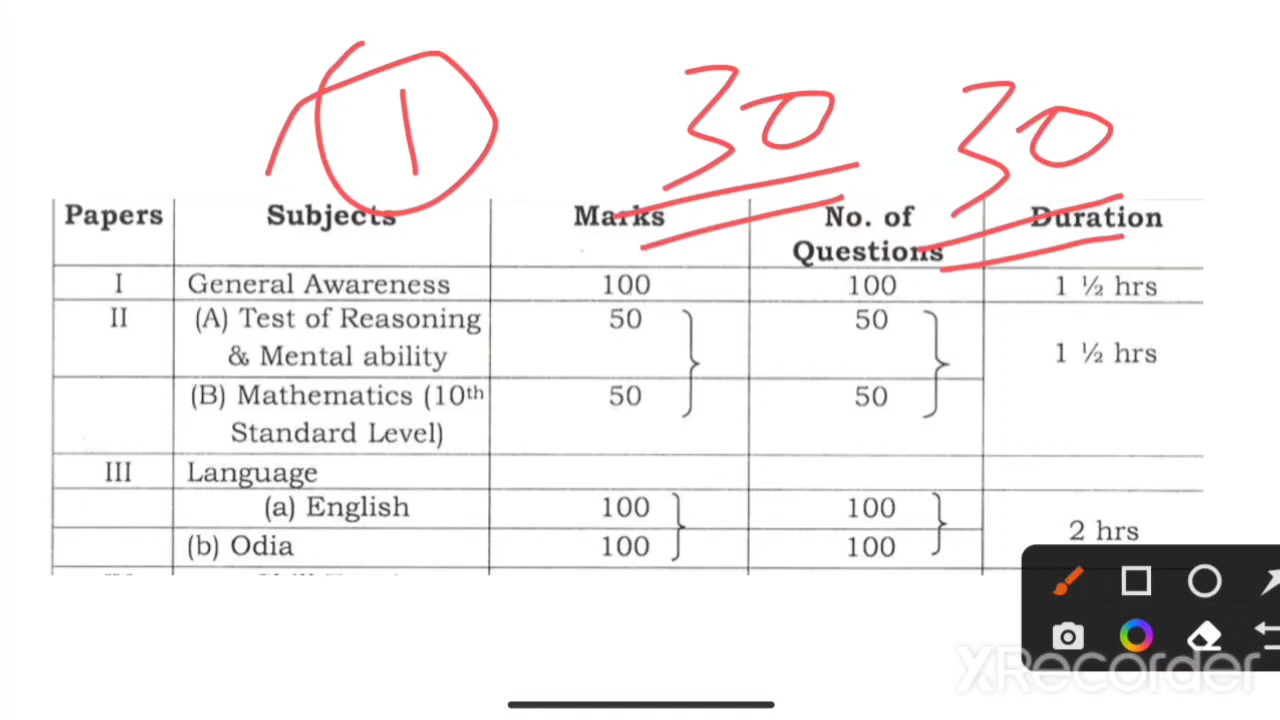 1 30 30
Papers Subjects Marks No. of Questions Duration
I General Awareness 100 100 1 ½ hrs
II (A) Test of Reasoning & Mental ability 50 50 1 ½ hrs
(B) Mathematics (10th Standard Level) 50 50
III Language
(a) English 100 100 2 hrs
(b) Odia 100 100
XRecorder